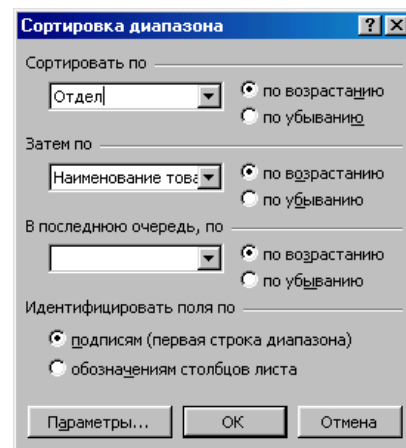 Сортировка диапазона
Сортировать по
Отдел
по возрастанию
по убыванию
Затем по
Наименование това
по возрастанию
по убыванию
В последнюю очередь, по
по возрастанию
по убыванию
Идентифицировать поля по
подписям (первая строка диапазона)
обозначениям столбцов листа
Параметры... ОК Отмена